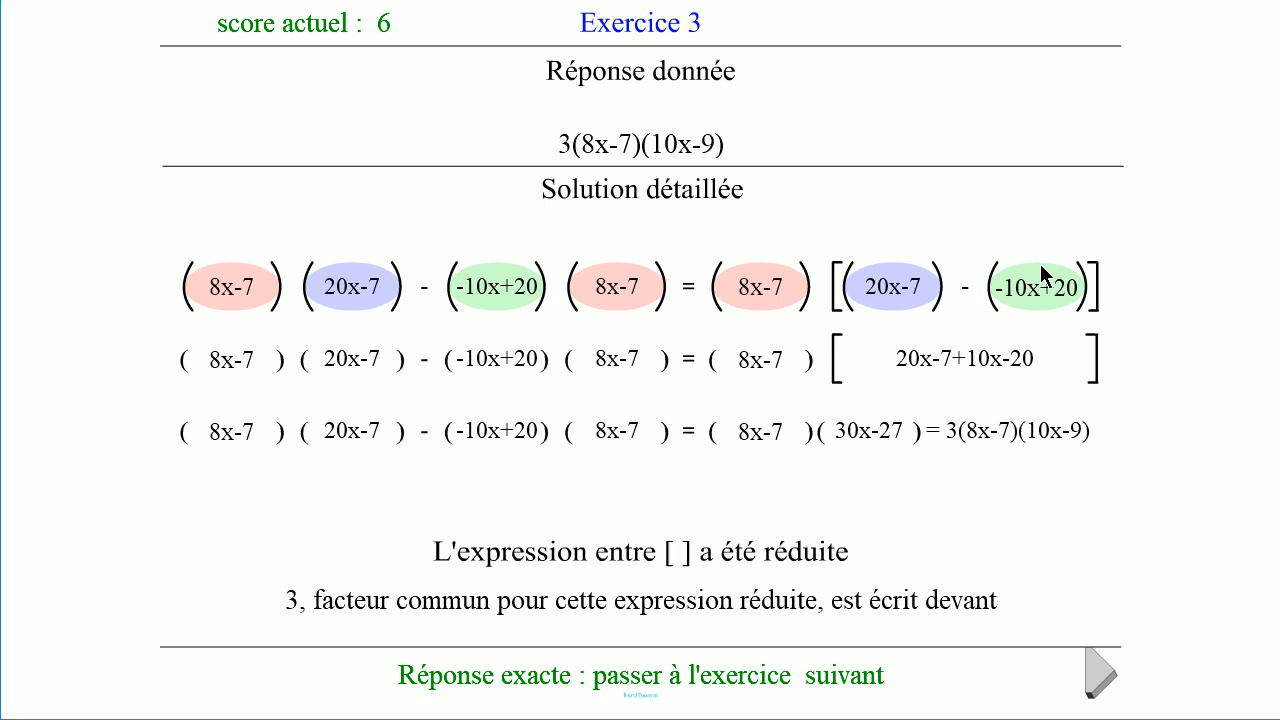 score actuel : 6 Exercice 3
Réponse donnée
3(8x-7)(10x-9)
Solution détaillée
(8x-7) (20x-7) - (-10x+20) (8x-7) = (8x-7) [(20x-7) - (-10x+20)]
( 8x-7 ) ( 20x-7 ) - (-10x+20) ( 8x-7 ) = ( 8x-7 ) [ 20x-7+10x-20 ]
( 8x-7 ) ( 20x-7 ) - (-10x+20) ( 8x-7 ) = ( 8x-7 )( 30x-27 ) = 3(8x-7)(10x-9)
L'expression entre [ ] a été réduite
3, facteur commun pour cette expression réduite, est écrit devant
Réponse exacte : passer à l'exercice suivant